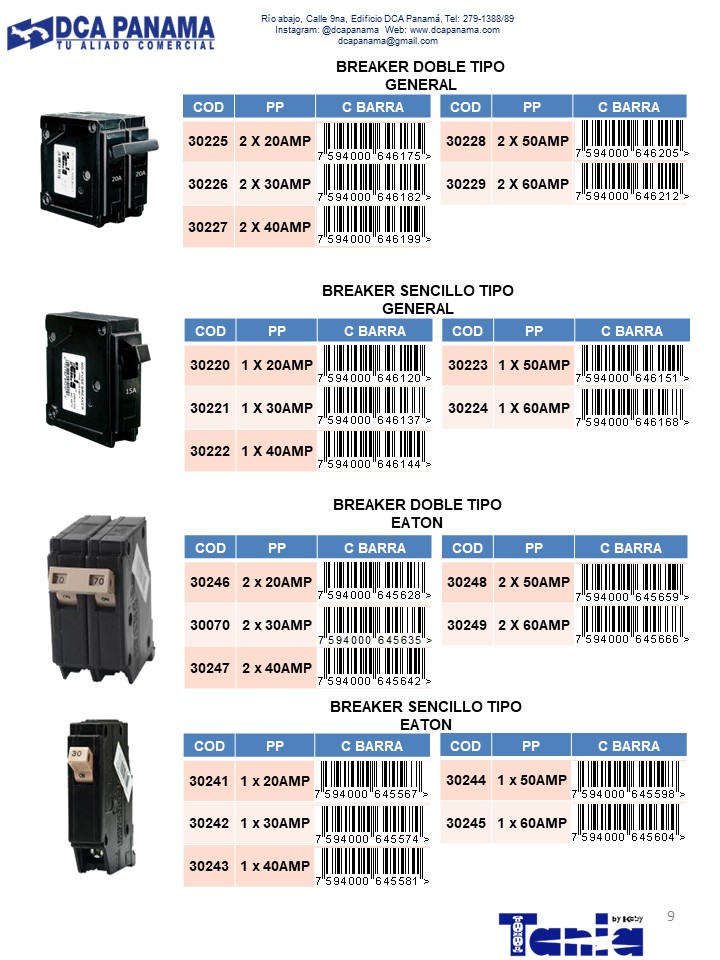 DCA PANAMA
TU ALIADO COMERCIAL
Río abajo, Calle 9na, Edificio DCA Panamá, Tel: 279-1388/89
Instagram: @dcapanama Web: www.dcapanama.com
dcapanama@gmail.com
BREAKER DOBLE TIPO
GENERAL
COD PP C BARRA
30225 2 X 20AMP 7 594000 646175 >
30226 2 X 30AMP 7 594000 646182 >
30227 2 X 40AMP 7 594000 646199 >
COD PP C BARRA
30228 2 X 50AMP 7 594000 646205 >
30229 2 X 60AMP 7 594000 646212 >
20A 20A
BREAKER SENCILLO TIPO
GENERAL
COD PP C BARRA
30220 1 X 20AMP 7 594000 646120 >
30221 1 X 30AMP 7 594000 646137 >
30222 1 X 40AMP 7 594000 646144 >
COD PP C BARRA
30223 1 X 50AMP 7 594000 646151 >
30224 1 X 60AMP 7 594000 646168 >
15A
BREAKER DOBLE TIPO
EATON
COD PP C BARRA
30246 2 x 20AMP 7 594000 645628 >
30070 2 x 30AMP 7 594000 645635 >
30247 2 x 40AMP 7 594000 645642 >
COD PP C BARRA
30248 2 X 50AMP 7 594000 645659 >
30249 2 X 60AMP 7 594000 645666 >
70 70
ON ON
BREAKER SENCILLO TIPO
EATON
COD PP C BARRA
30241 1 x 20AMP 7 594000 645567 >
30242 1 x 30AMP 7 594000 645574 >
30243 1 x 40AMP 7 594000 645581 >
COD PP C BARRA
30244 1 x 50AMP 7 594000 645598 >
30245 1 x 60AMP 7 594000 645604 >
30
ON
Tania by Koby
9